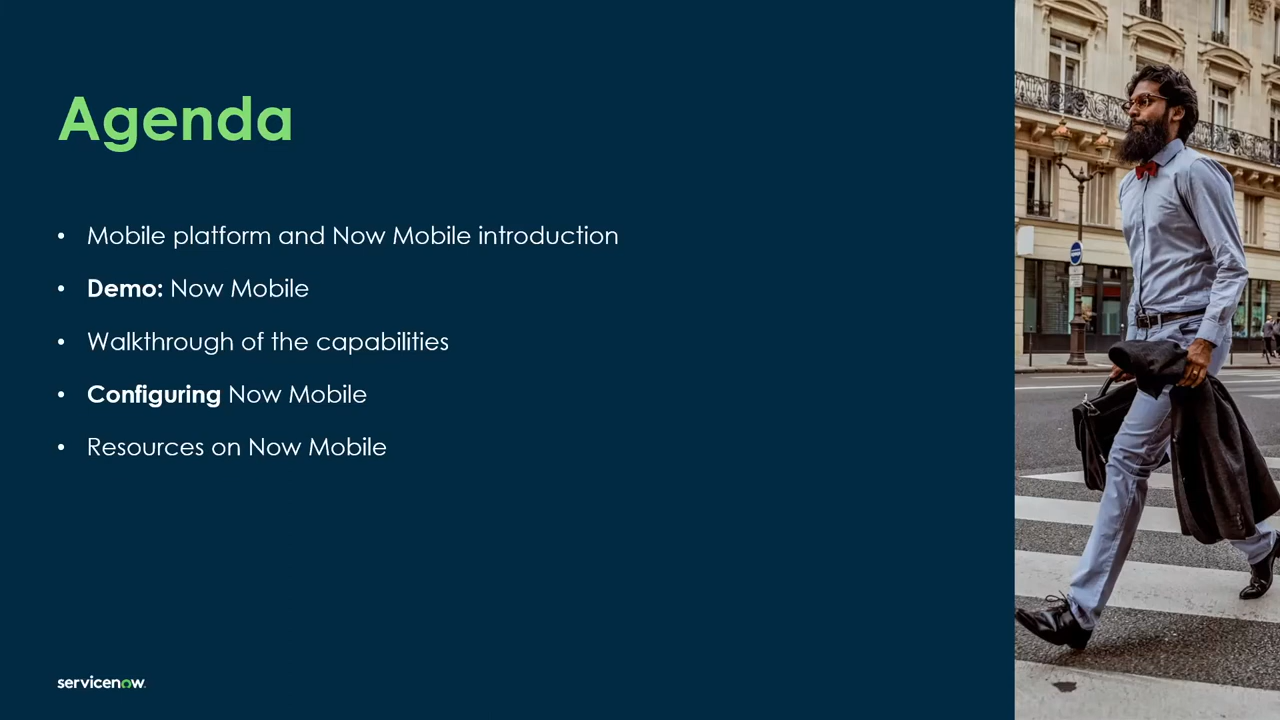 Agenda
• Mobile platform and Now Mobile introduction
• Demo: Now Mobile
• Walkthrough of the capabilities
• Configuring Now Mobile
• Resources on Now Mobile
servicenow.